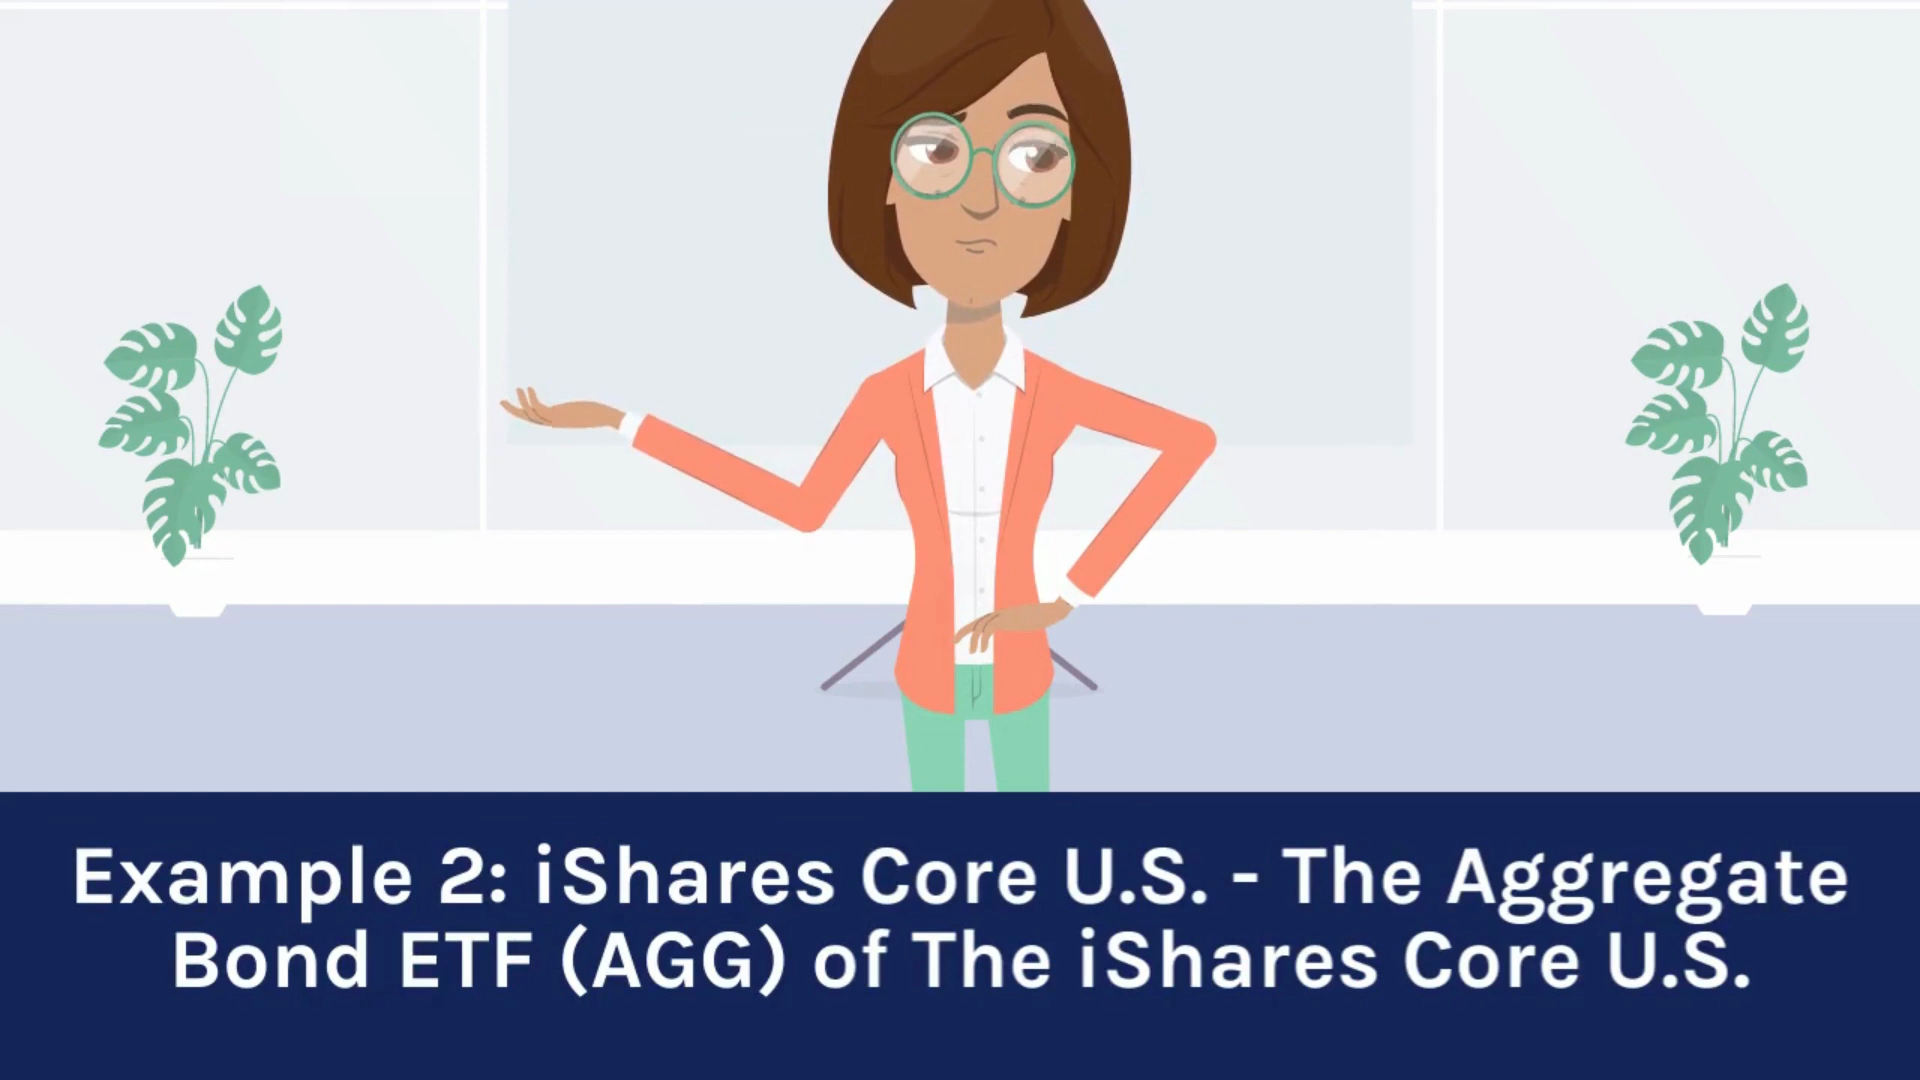 Example 2: iShares Core U.S. - The Aggregate
Bond ETF (AGG) of The iShares Core U.S.